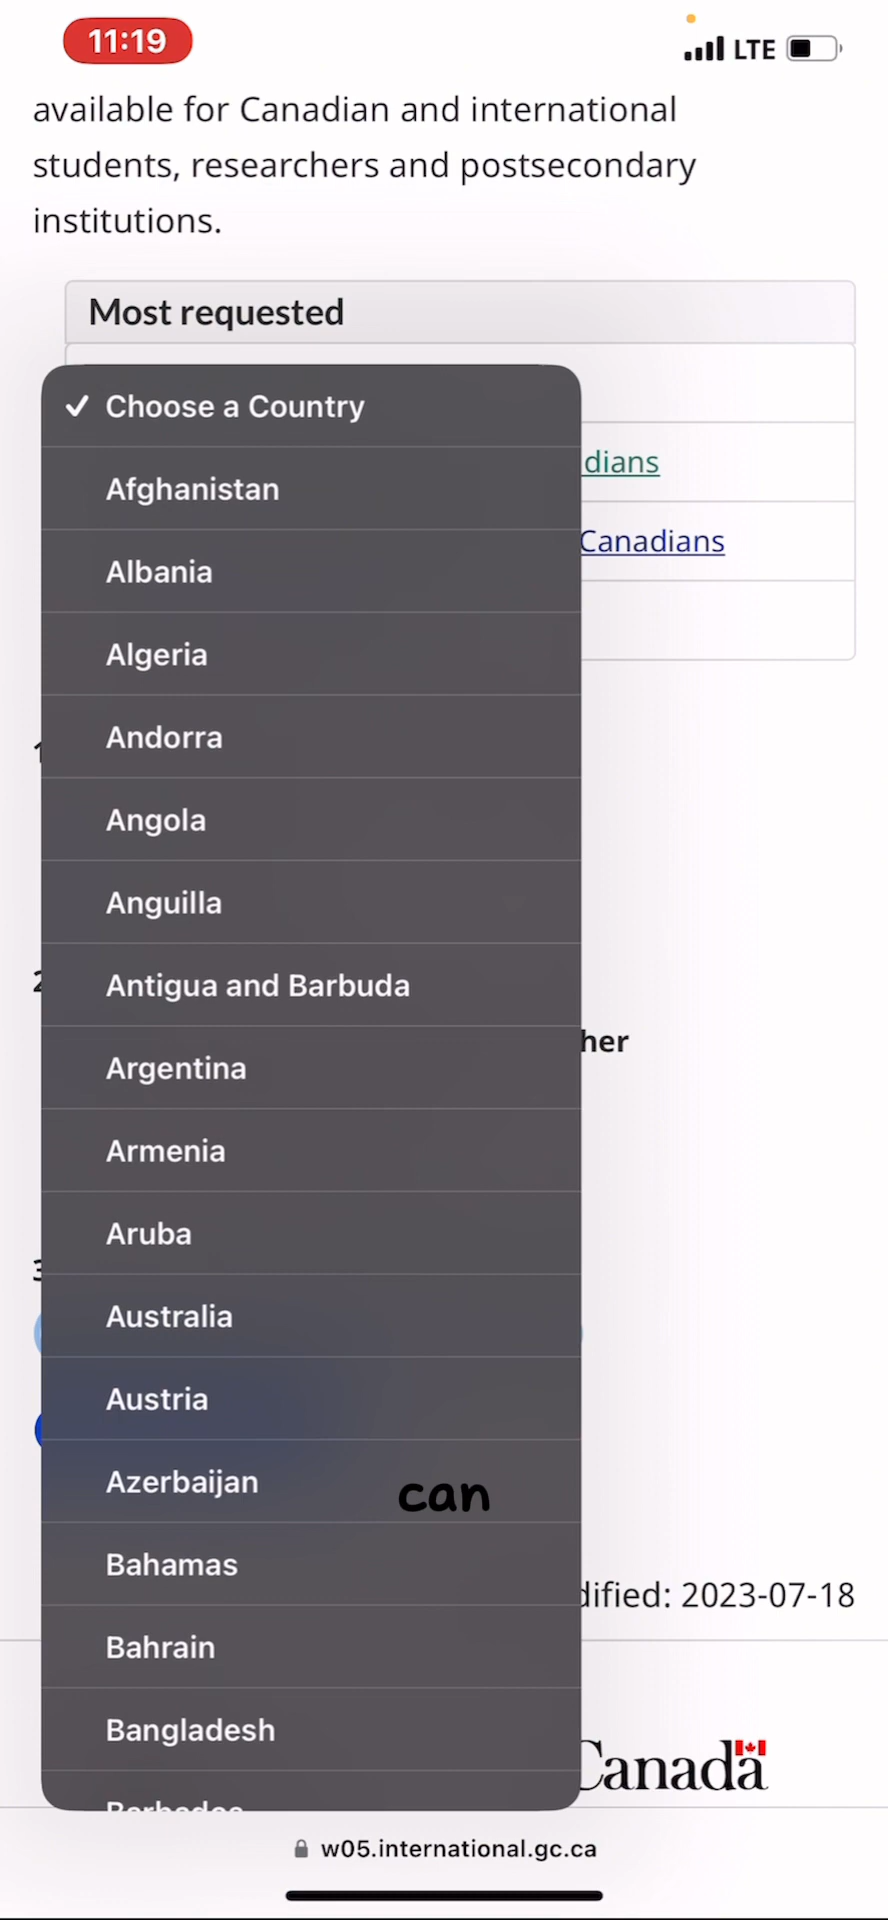 11:19
LTE
available for Canadian and international
students, researchers and postsecondary
institutions.
Most requested
✓ Choose a Country
Afghanistan
dians
Canadians
Albania
Algeria
Andorra
Angola
Anguilla
Antigua and Barbuda
her
Argentina
Armenia
Aruba
Australia
Austria
Azerbaijan
can
Bahamas
dified: 2023-07-18
Bahrain
Bangladesh
Canada
Barbados
w05.international.gc.ca